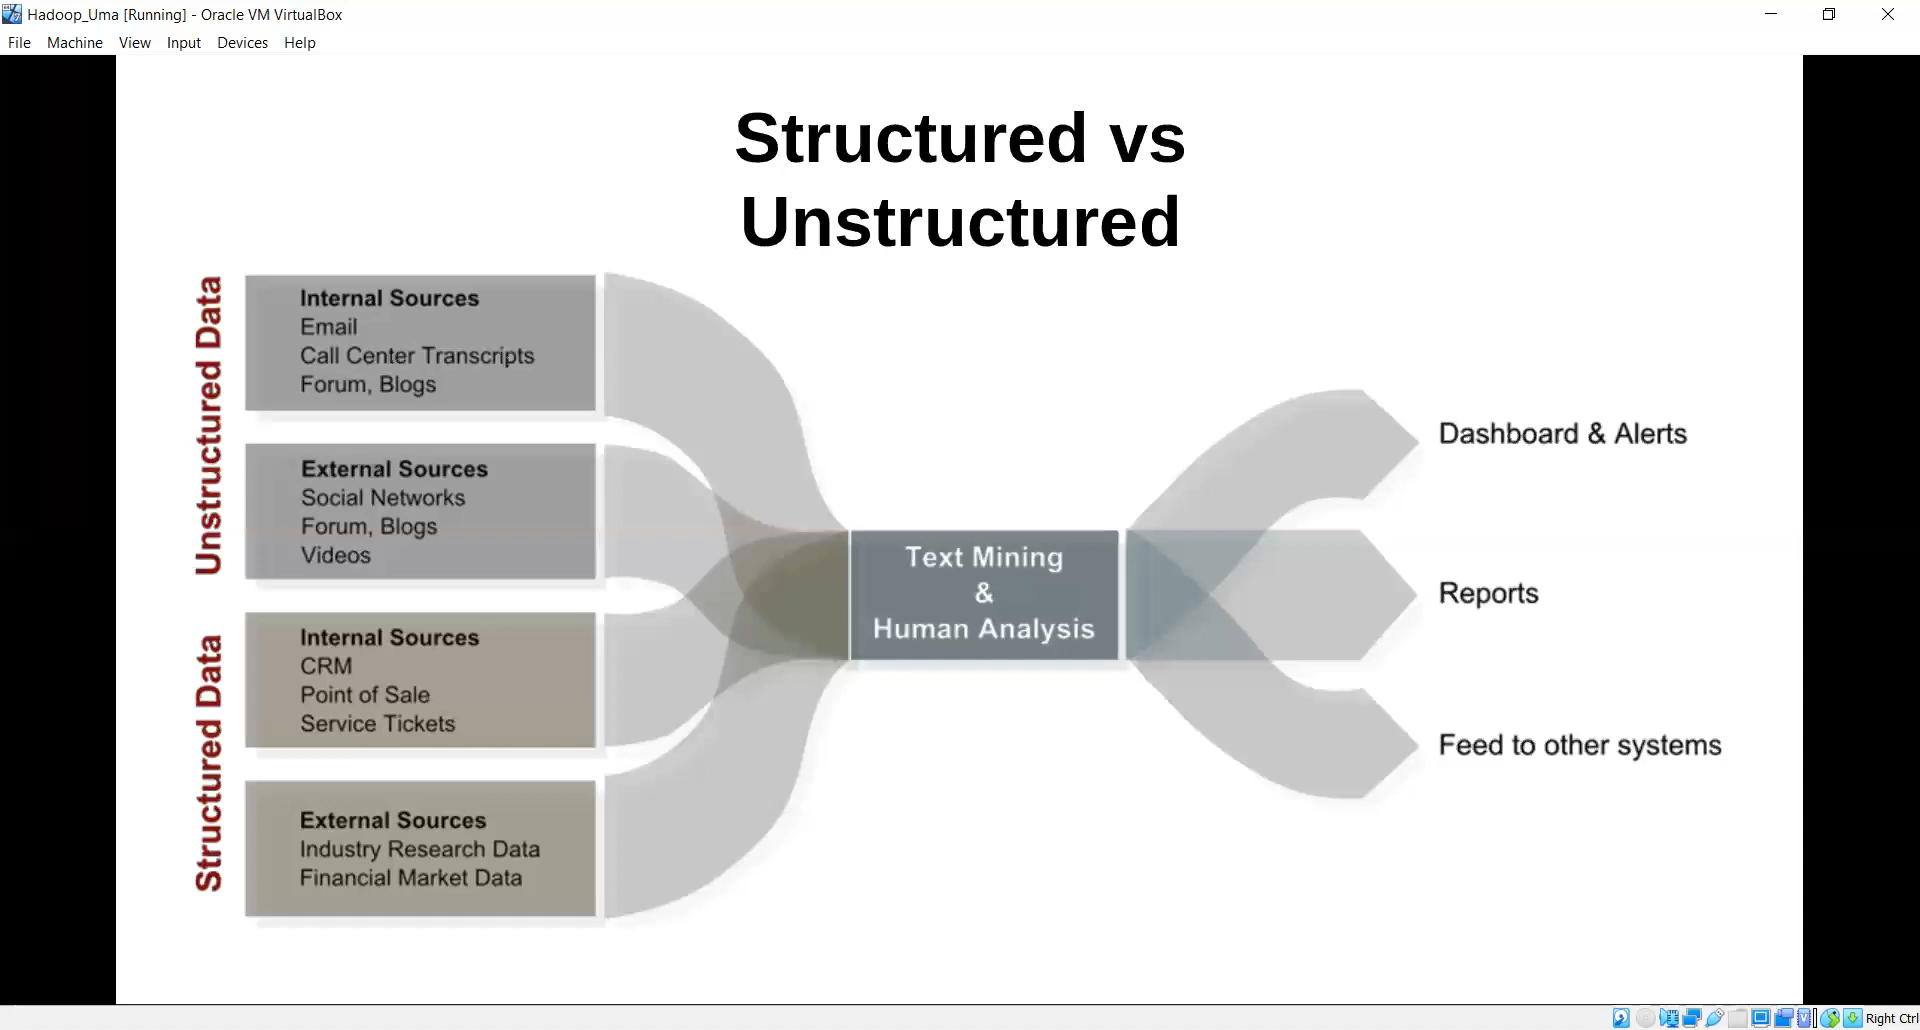 Hadoop_Uma [Running] - Oracle VM VirtualBox
File Machine View Input Devices Help
Structured vs
Unstructured
Unstructured Data
Internal Sources
Email
Call Center Transcripts
Forum, Blogs
External Sources
Social Networks
Forum, Blogs
Videos
Structured Data
Internal Sources
CRM
Point of Sale
Service Tickets
External Sources
Industry Research Data
Financial Market Data
Text Mining
&
Human Analysis
Dashboard & Alerts
Reports
Feed to other systems
Right Ctrl